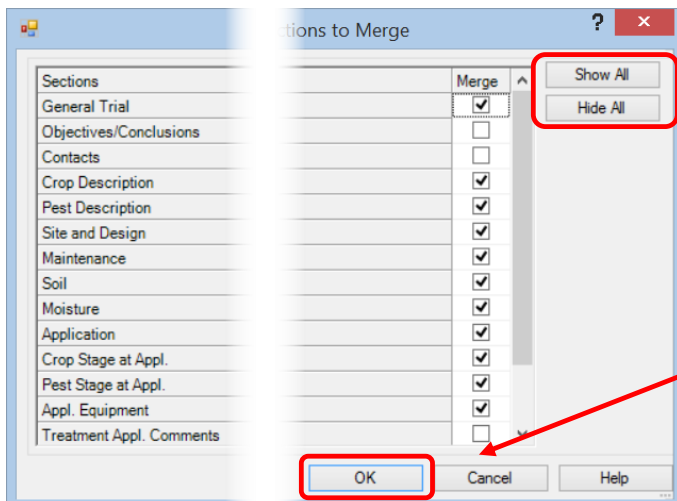 tions to Merge ?
Sections Merge Show All
General Trial Hide All
Objectives/Conclusions
Contacts
Crop Description
Pest Description
Site and Design
Maintenance
Soil
Moisture
Application
Crop Stage at Appl.
Pest Stage at Appl.
Appl. Equipment
Treatment Appl. Comments
OK Cancel Help